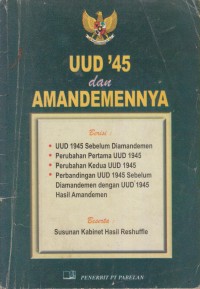 UUD '45
dan
AMANDEMENNYA
Berisi :
• UUD 1945 Sebelum Diamandemen
• Perubahan Pertama UUD 1945
• Perubahan Kedua UUD 1945
• Perbandingan UUD 1945 Sebelum
Diamandemen dengan UUD 1945
Hasil Amandemen
Beserta :
Susunan Kabinet Hasil Reshuffle
PENERBIT PT PABELAN